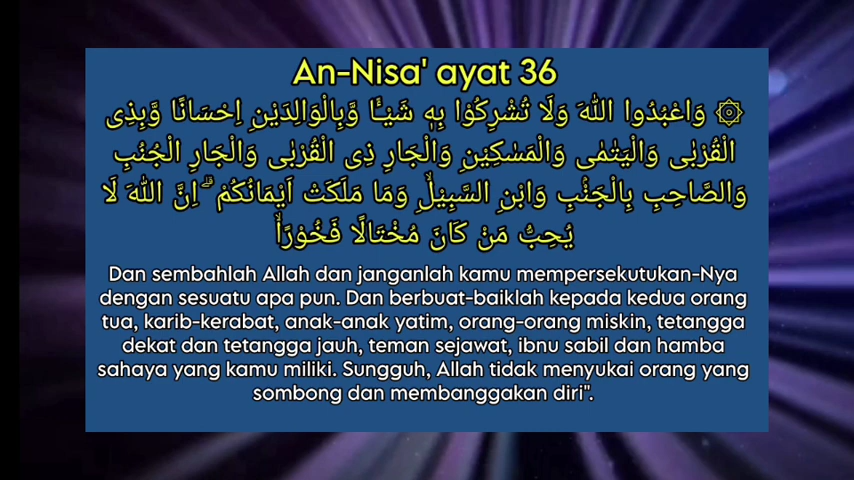 An-Nisa' ayat 36
۞ وَاعْبُدُوا اللّٰهَ وَلَا تُشْرِكُوْا بِهٖ شَيْـًٔا وَّبِالْوَالِدَيْنِ اِحْسَانًا وَّبِذِى
الْقُرْبٰى وَالْيَتٰمٰى وَالْمَسٰكِيْنِ وَالْجَارِ ذِى الْقُرْبٰى وَالْجَارِ الْجُنُبِ
وَالصَّاحِبِ بِالْجَنْۢبِ وَابْنِ السَّبِيْلِۙ وَمَا مَلَكَتْ اَيْمَانُكُمْ ۗ اِنَّ اللّٰهَ لَا
يُحِبُّ مَنْ كَانَ مُخْتَالًا فَخُوْرًاۙ
Dan sembahlah Allah dan janganlah kamu mempersekutukan-Nya
dengan sesuatu apa pun. Dan berbuat-baiklah kepada kedua orang
tua, karib-kerabat, anak-anak yatim, orang-orang miskin, tetangga
dekat dan tetangga jauh, teman sejawat, ibnu sabil dan hamba
sahaya yang kamu miliki. Sungguh, Allah tidak menyukai orang yang
sombong dan membanggakan diri".